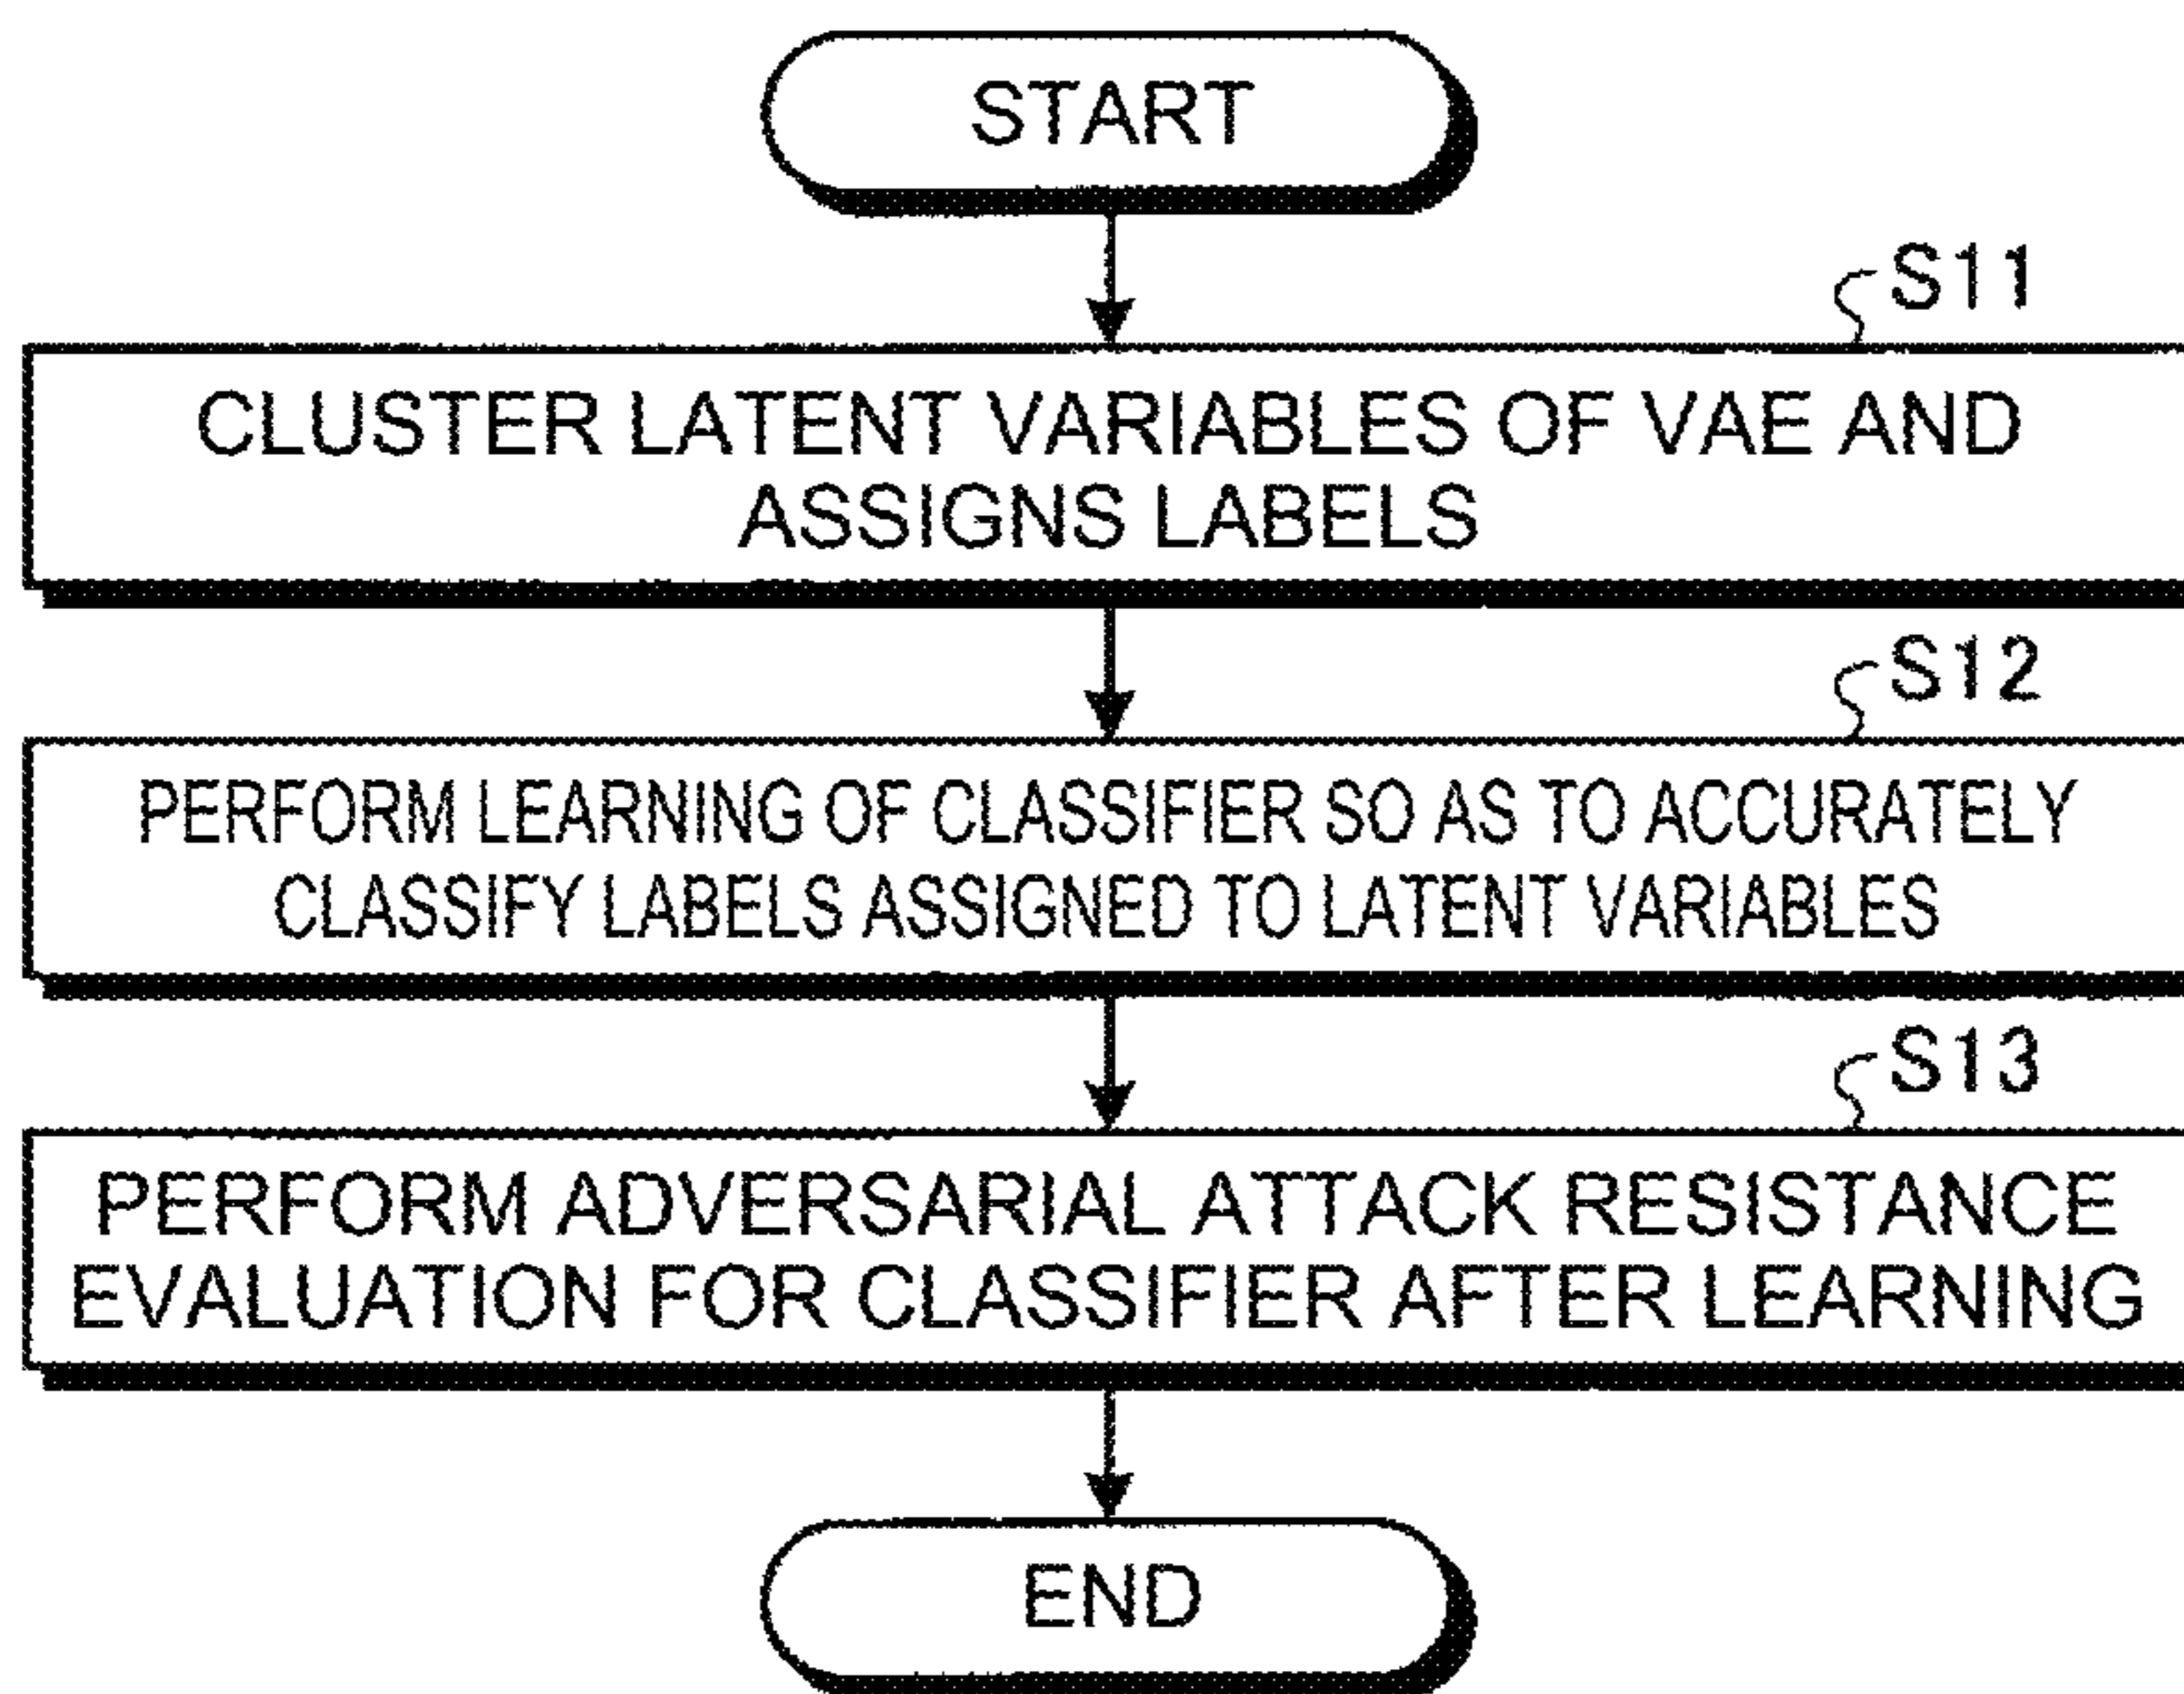 START
S11
CLUSTER LATENT VARIABLES OF VAE AND
ASSIGNS LABELS
S12
PERFORM LEARNING OF CLASSIFIER SO AS TO ACCURATELY
CLASSIFY LABELS ASSIGNED TO LATENT VARIABLES
S13
PERFORM ADVERSARIAL ATTACK RESISTANCE
EVALUATION FOR CLASSIFIER AFTER LEARNING
END